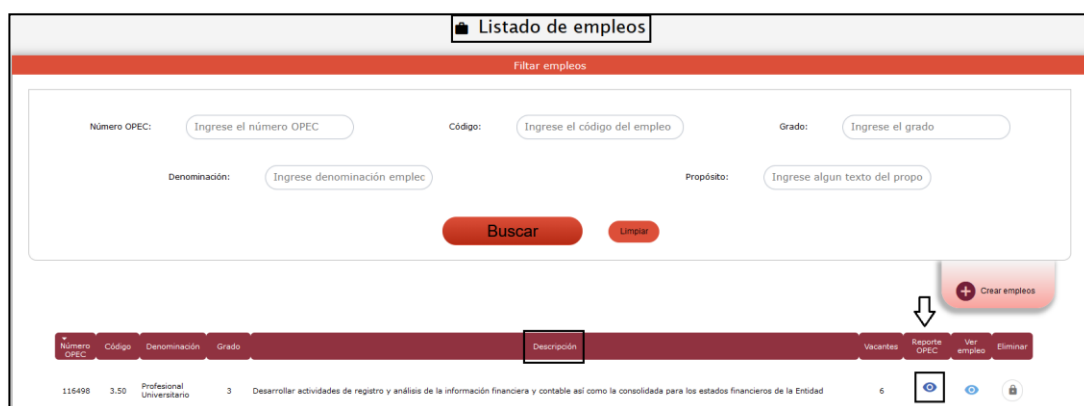 Listado de empleos
Filtrar empleos
Número OPEC: Ingrese el número OPEC Código: Ingrese el código del empleo Grado: Ingrese el grado
Denominación: Ingrese denominación emplec Propósito: Ingrese algun texto del propo
Buscar Limpiar
Crear empleos
Número OPEC Código Denominación Grado Descripción Vacantes Reporte OPEC Ver empleo Eliminar
116498 3.50 Profesional Universitario 3 Desarrollar actividades de registro y análisis de la información financiera y contable así como la consolidada para los estados financieros de la Entidad 6